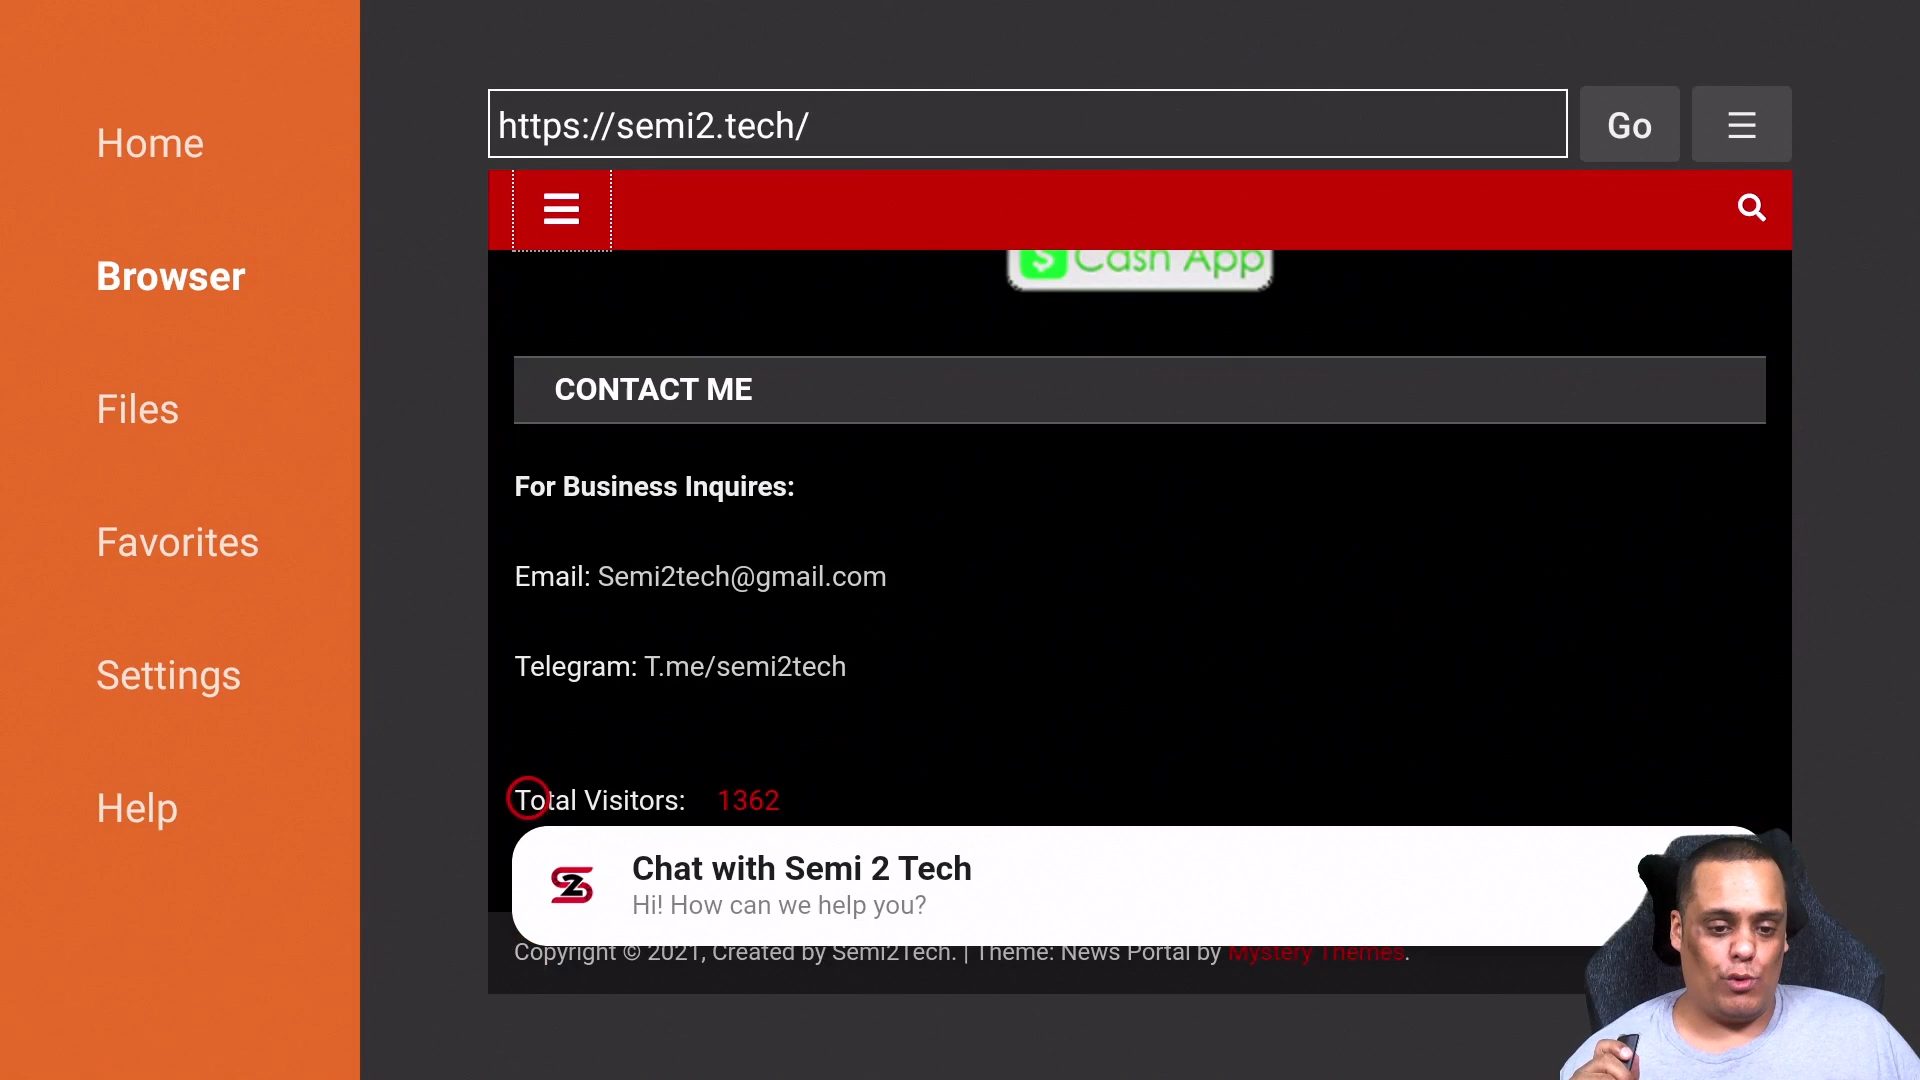 Home
Browser
Files
Favorites
Settings
Help
https://semi2.tech/
Go
Cash App
CONTACT ME
For Business Inquires:
Email: Semi2tech@gmail.com
Telegram: T.me/semi2tech
Total Visitors: 1362
Chat with Semi 2 Tech
Hi! How can we help you?
Copyright © 2021, Created by Semi2Tech. | Theme: News Portal by Mystery Themes.